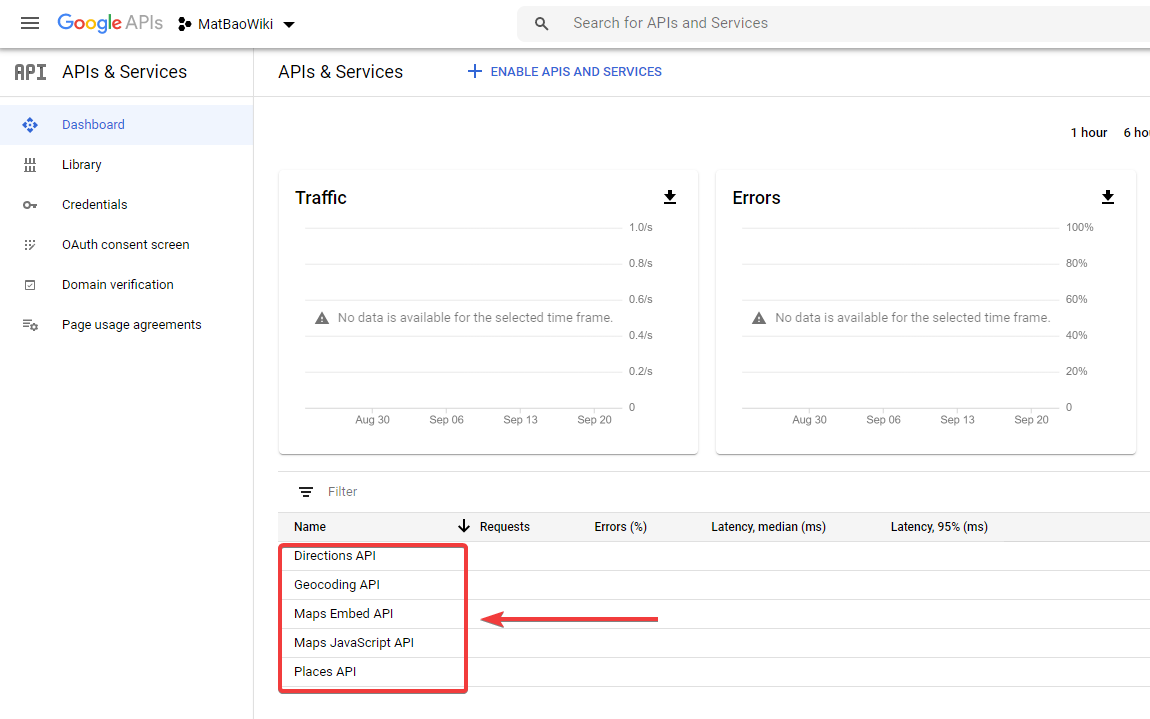 Google APIs MatBaoWiki Search for APIs and Services
API APIs & Services
APIs & Services ENABLE APIS AND SERVICES
Dashboard
Library
Credentials
OAuth consent screen
Domain verification
Page usage agreements
1 hour 6 hou
Traffic
1.0/s
0.8/s
0.6/s
No data is available for the selected time frame.
0.4/s
0.2/s
0
Aug 30 Sep 06 Sep 13 Sep 20
Errors
100%
80%
60%
No data is available for the selected time frame.
40%
20%
0
Aug 30 Sep 06 Sep 13 Sep 20
Filter
Name Requests Errors (%) Latency, median (ms) Latency, 95% (ms)
Directions API
Geocoding API
Maps Embed API
Maps JavaScript API
Places API